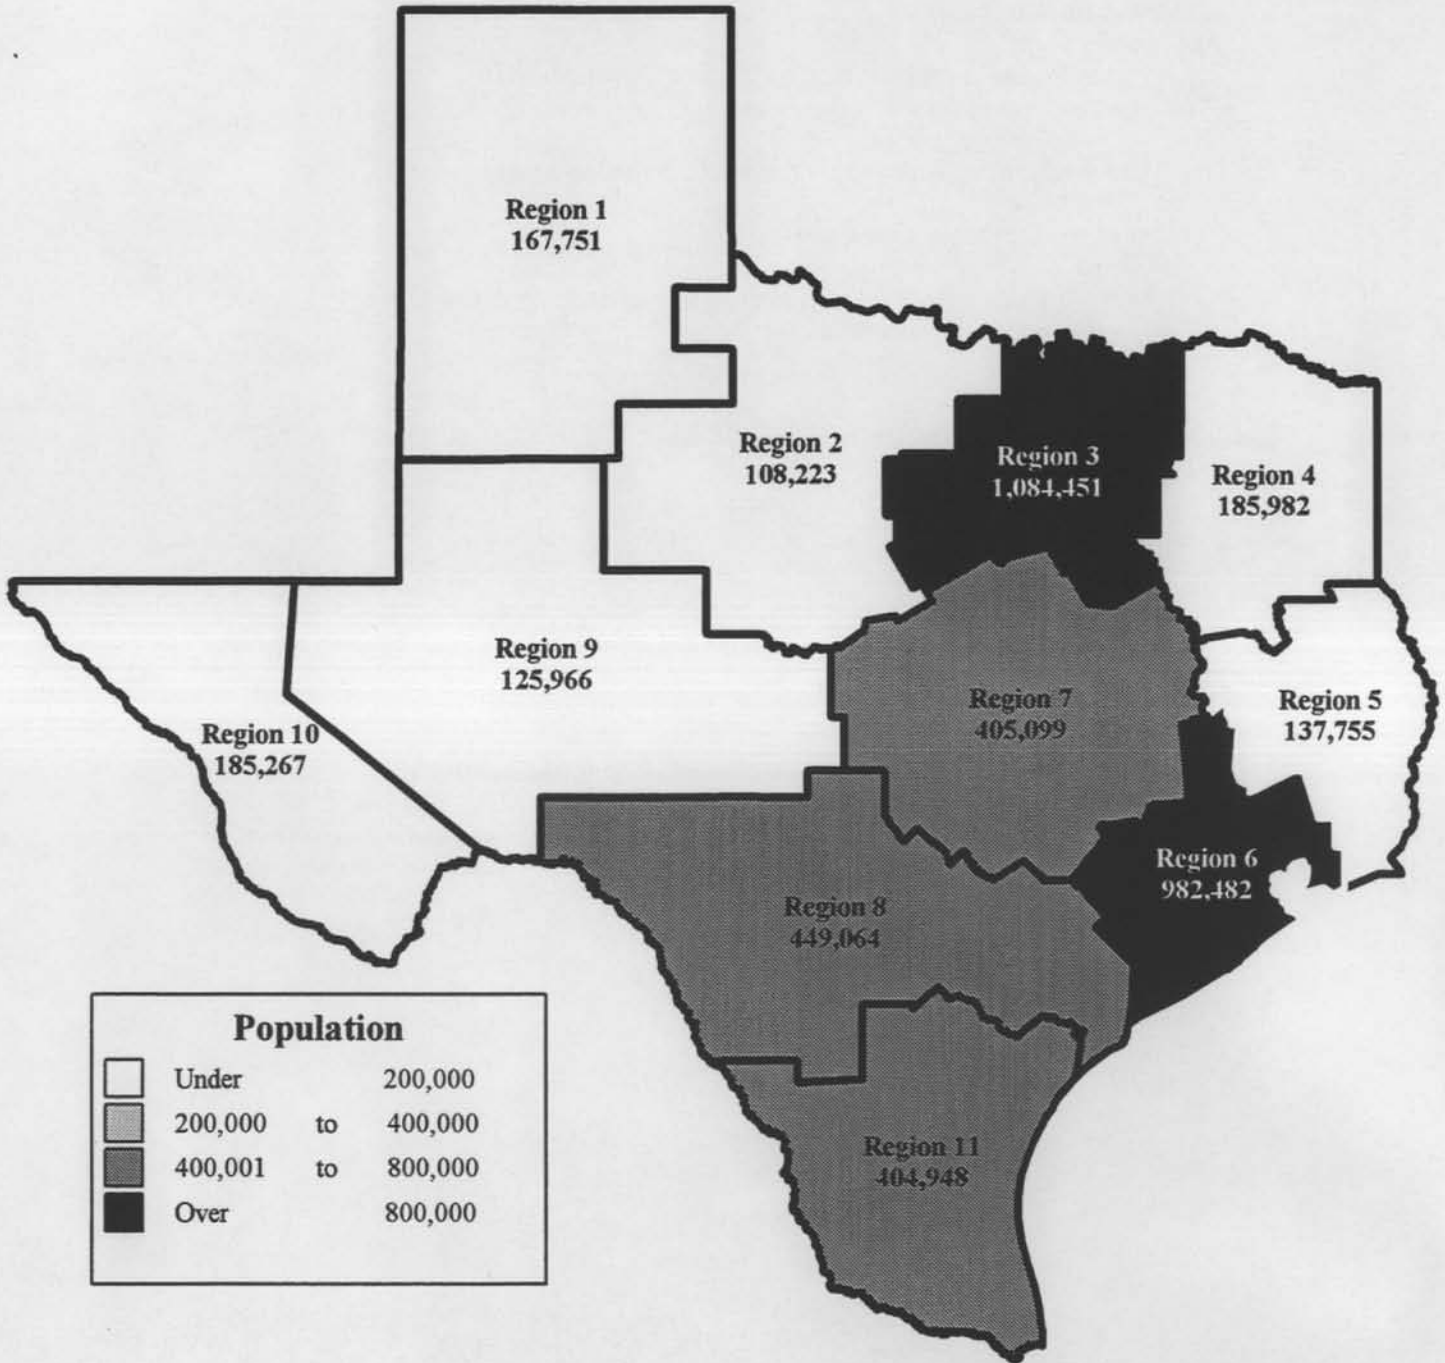 Region 1
167,751
Region 2
108,223
Region 3
1,084,451
Region 4
185,982
Region 9
125,966
Region 7
405,099
Region 5
137,755
Region 10
185,267
Region 6
982,482
Region 8
449,064
Region 11
404,948
Population
Under 200,000
200,000 to 400,000
400,001 to 800,000
Over 800,000